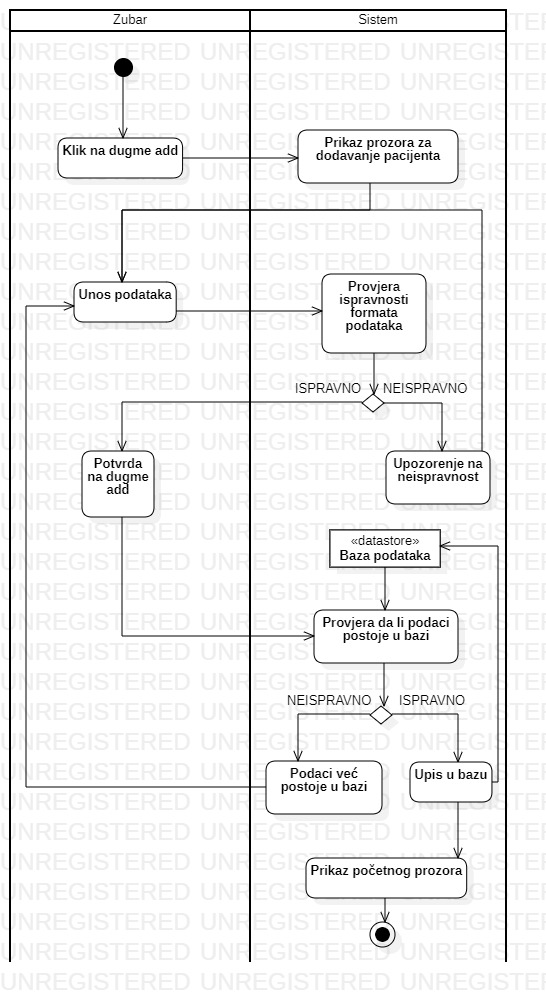 Zubar
Sistem
Klik na dugme add
Prikaz prozora za
dodavanje pacijenta
Unos podataka
Provjera
ispravnosti
formata
podataka
ISPRAVNO
NEISPRAVNO
Potvrda
na dugme
add
Upozorenje na
neispravnost
«datastore»
Baza podataka
Provjera da li podaci
postoje u bazi
NEISPRAVNO
ISPRAVNO
Podaci već
postoje u bazi
Upis u bazu
Prikaz početnog prozora
UNREGISTERED